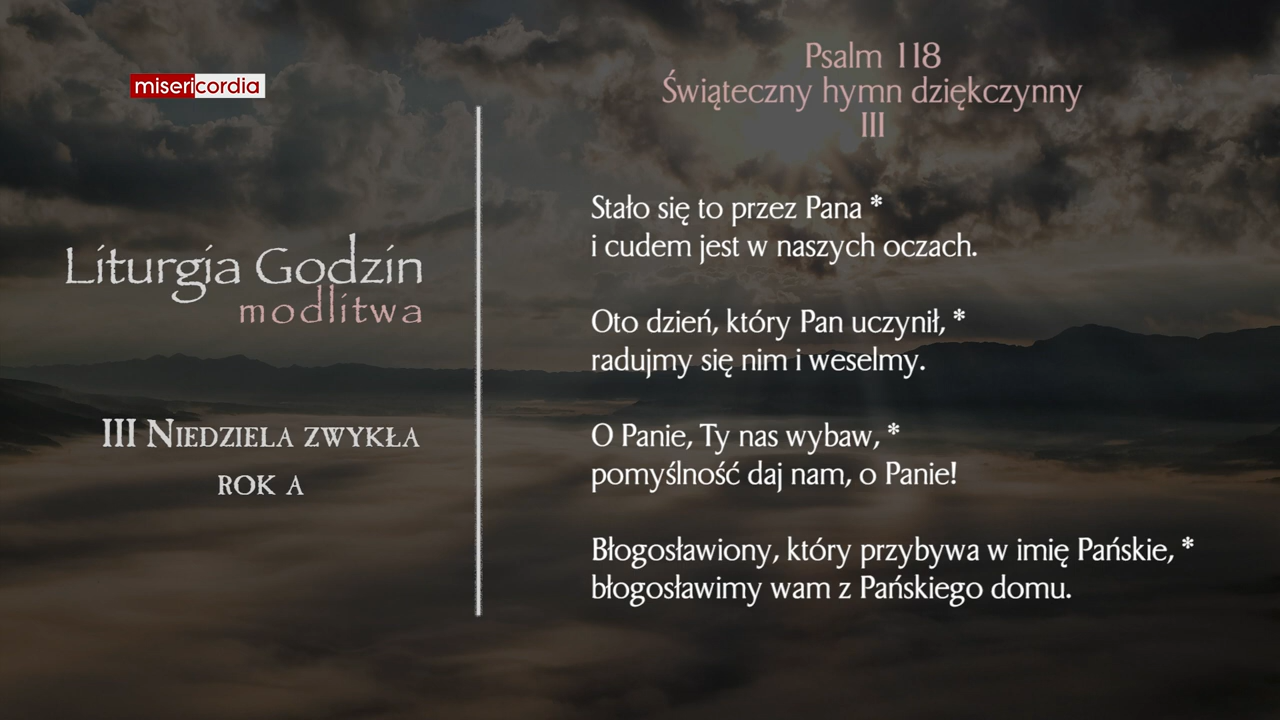 misericordia
Liturgia Godzin
modlitwa
III Niedziela zwykła
rok A
Psalm 118
Świąteczny hymn dziękczynny
III
Stało się to przez Pana *
i cudem jest w naszych oczach.
Oto dzień, który Pan uczynił, *
radujmy się nim i weselmy.
O Panie, Ty nas wybaw, *
pomyślność daj nam, o Panie!
Błogosławiony, który przybywa w imię Pańskie, *
błogosławimy wam z Pańskiego domu.